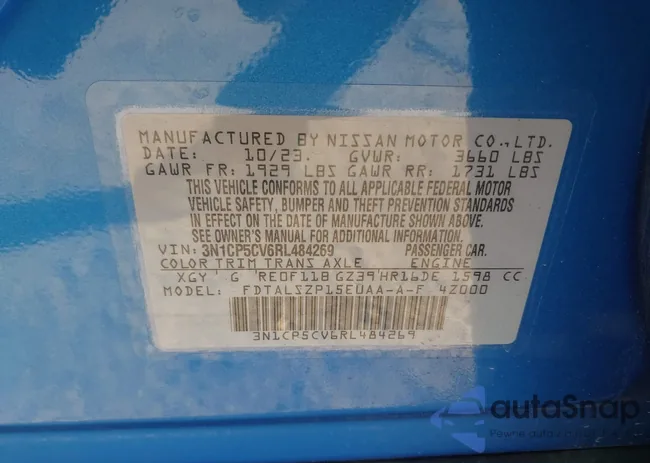 MANUFACTURED BY NISSAN MOTOR CO., LTD.
DATE: 10/23. GVWR: 3660 LBS
GAWR FR: 1929 LBS GAWR RR: 1731 LBS
THIS VEHICLE CONFORMS TO ALL APPLICABLE FEDERAL MOTOR
VEHICLE SAFETY, BUMPER AND THEFT PREVENTION STANDARDS
IN EFFECT ON THE DATE OF MANUFACTURE SHOWN ABOVE.
SEE OWNER'S MANUAL FOR ADDITIONAL INFORMATION
VIN: 3N1CP5CV6RL484269 PASSENGER CAR.
COLOR TRIM TRANS AXLE ENGINE
XGY G RE0F11B GZ39 HR16DE 1598 CC
MODEL: FDTALSZP15EUAA-A-F 4Z000
3N1CP5CV6RL484269
autaSnap
Pewne auta z